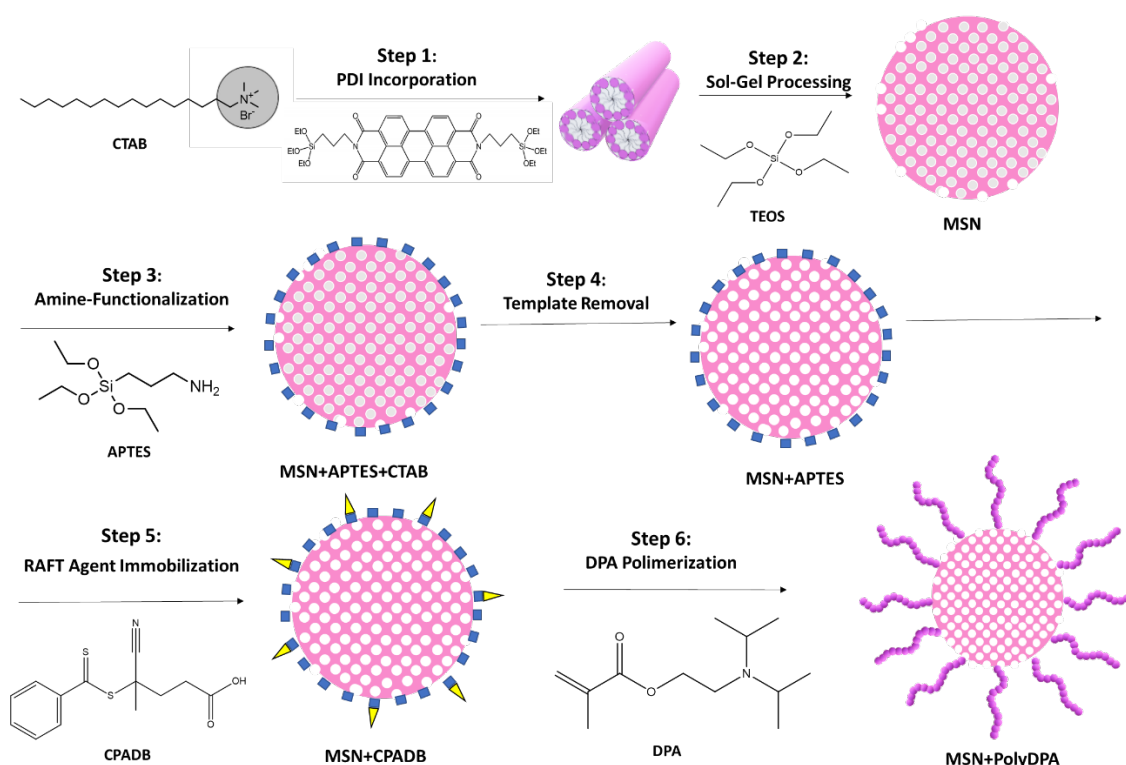 Step 1:
PDI Incorporation
Step 2:
Sol-Gel Processing
N+
Br-
CTAB
EtO
EtO
EtO
Si
N
O
O
O
O
N
Si
OEt
OEt
OEt
O
O
Si
O
O
TEOS
MSN
Step 3:
Amine-Functionalization
Step 4:
Template Removal
O
Si
O
O
NH2
APTES
MSN+APTES+CTAB
MSN+APTES
Step 5:
RAFT Agent Immobilization
Step 6:
DPA Polimerization
N
S
S
OH
O
CPADB
MSN+CPADB
O
O
N
DPA
MSN+PolyDPA